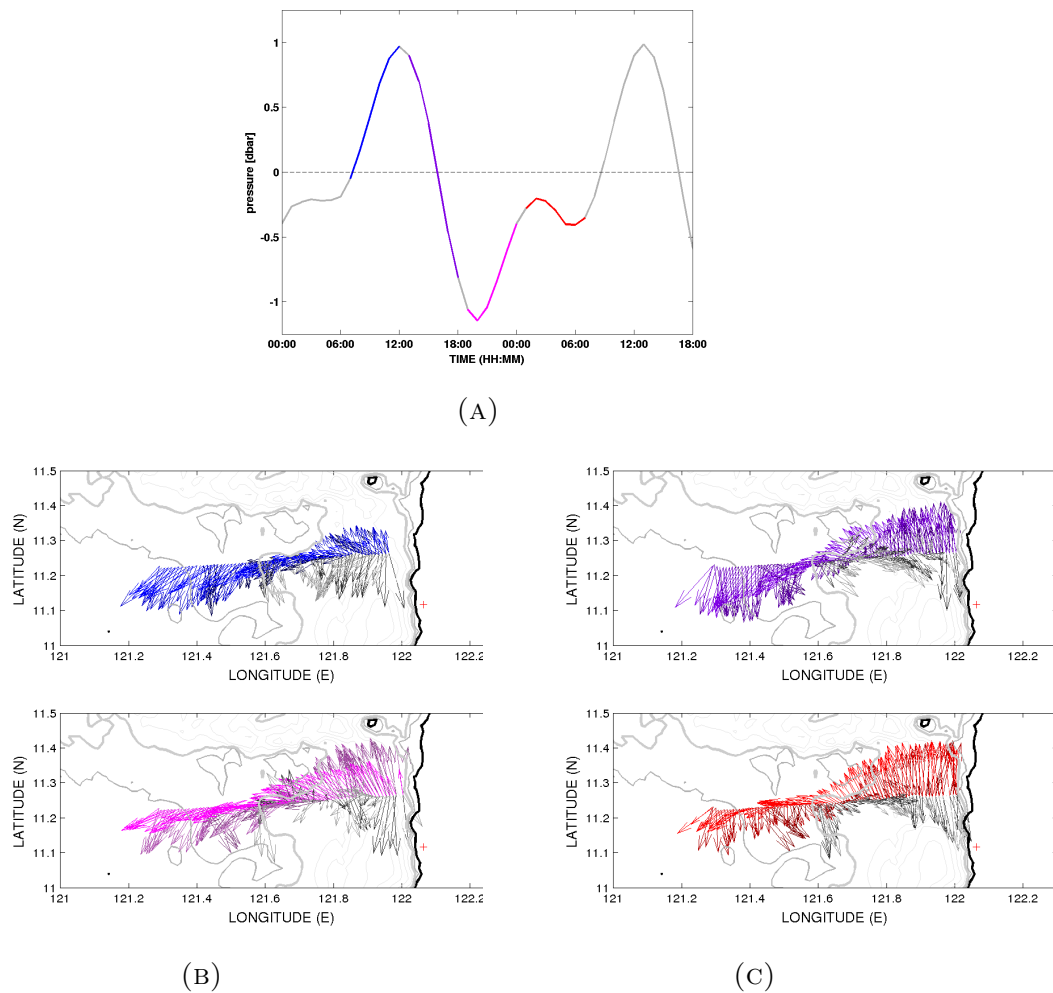 1
0.5
0
-0.5
-1
pressure [dbar]
00:00 06:00 12:00 18:00 00:00 06:00 12:00 18:00
TIME (HH:MM)
(A)
11.5
11.4
11.3
11.2
11.1
11
LATITUDE (N)
121 121.2 121.4 121.6 121.8 122 122.2
LONGITUDE (E)
11.5
11.4
11.3
11.2
11.1
11
LATITUDE (N)
121 121.2 121.4 121.6 121.8 122 122.2
LONGITUDE (E)
11.5
11.4
11.3
11.2
11.1
11
LATITUDE (N)
121 121.2 121.4 121.6 121.8 122 122.2
LONGITUDE (E)
11.5
11.4
11.3
11.2
11.1
11
LATITUDE (N)
121 121.2 121.4 121.6 121.8 122 122.2
LONGITUDE (E)
(B)
(C)